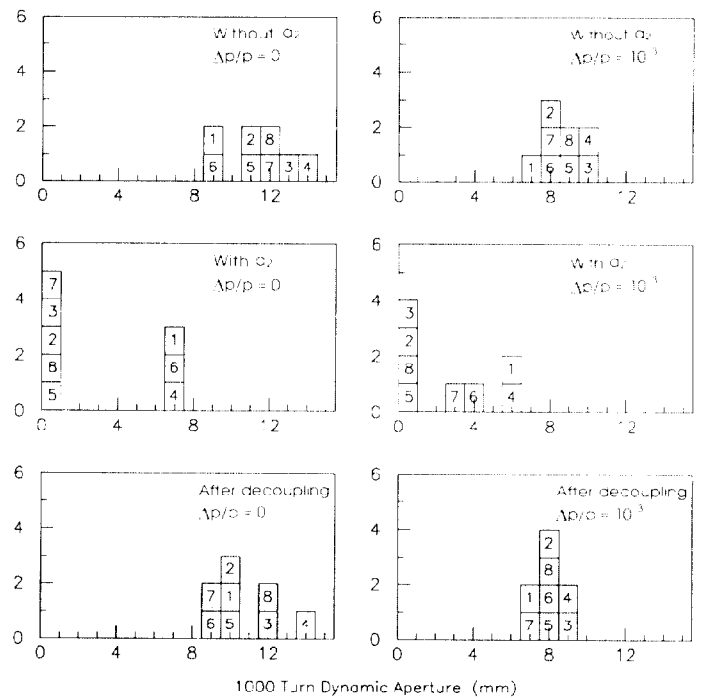 6
4
2
0
Without a₂
Δp/p = 0
1 2 8
6 5 7 3 4
0 4 8 12
6
4
2
0
Without a₂
Δp/p = 10⁻³
2
7 8 4
1 6 5 3
0 4 8 12
6
4
2
0
With a₂
Δp/p = 0
7
3
2 1
8 6
5 4
0 4 8 12
6
4
2
0
With a₂
Δp/p = 10⁻³
3
2
8 1
5 7 6 4
0 4 8 12
6
4
2
0
After decoupling
Δp/p = 0
2
7 1 8
6 5 3 4
0 4 8 12
6
4
2
0
After decoupling
Δp/p = 10⁻³
2
8
1 6 4
7 5 3
0 4 8 12
1000 Turn Dynamic Aperture (mm)